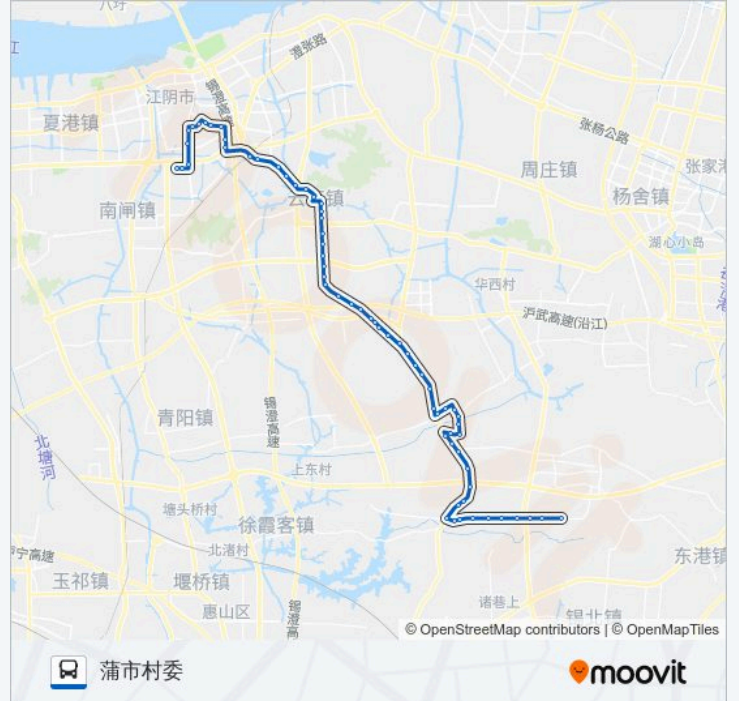 八圩
江
澄张路
江阴市
锡澄高速
夏港镇
张杨公路
周庄镇
张家港
杨舍镇
南闸镇
云亭镇
湖心小岛
华西村
沪武高速(沿江)
锡澄高速
青阳镇
北塘河
上东村
塘头桥村
徐霞客镇
北渚村
宁高速
东港镇
玉祁镇
堰桥镇
诸巷上
惠山区
锡北镇
锡澄高
© OpenStreetMap contributors | © OpenMapTiles
蒲市村委
moovit